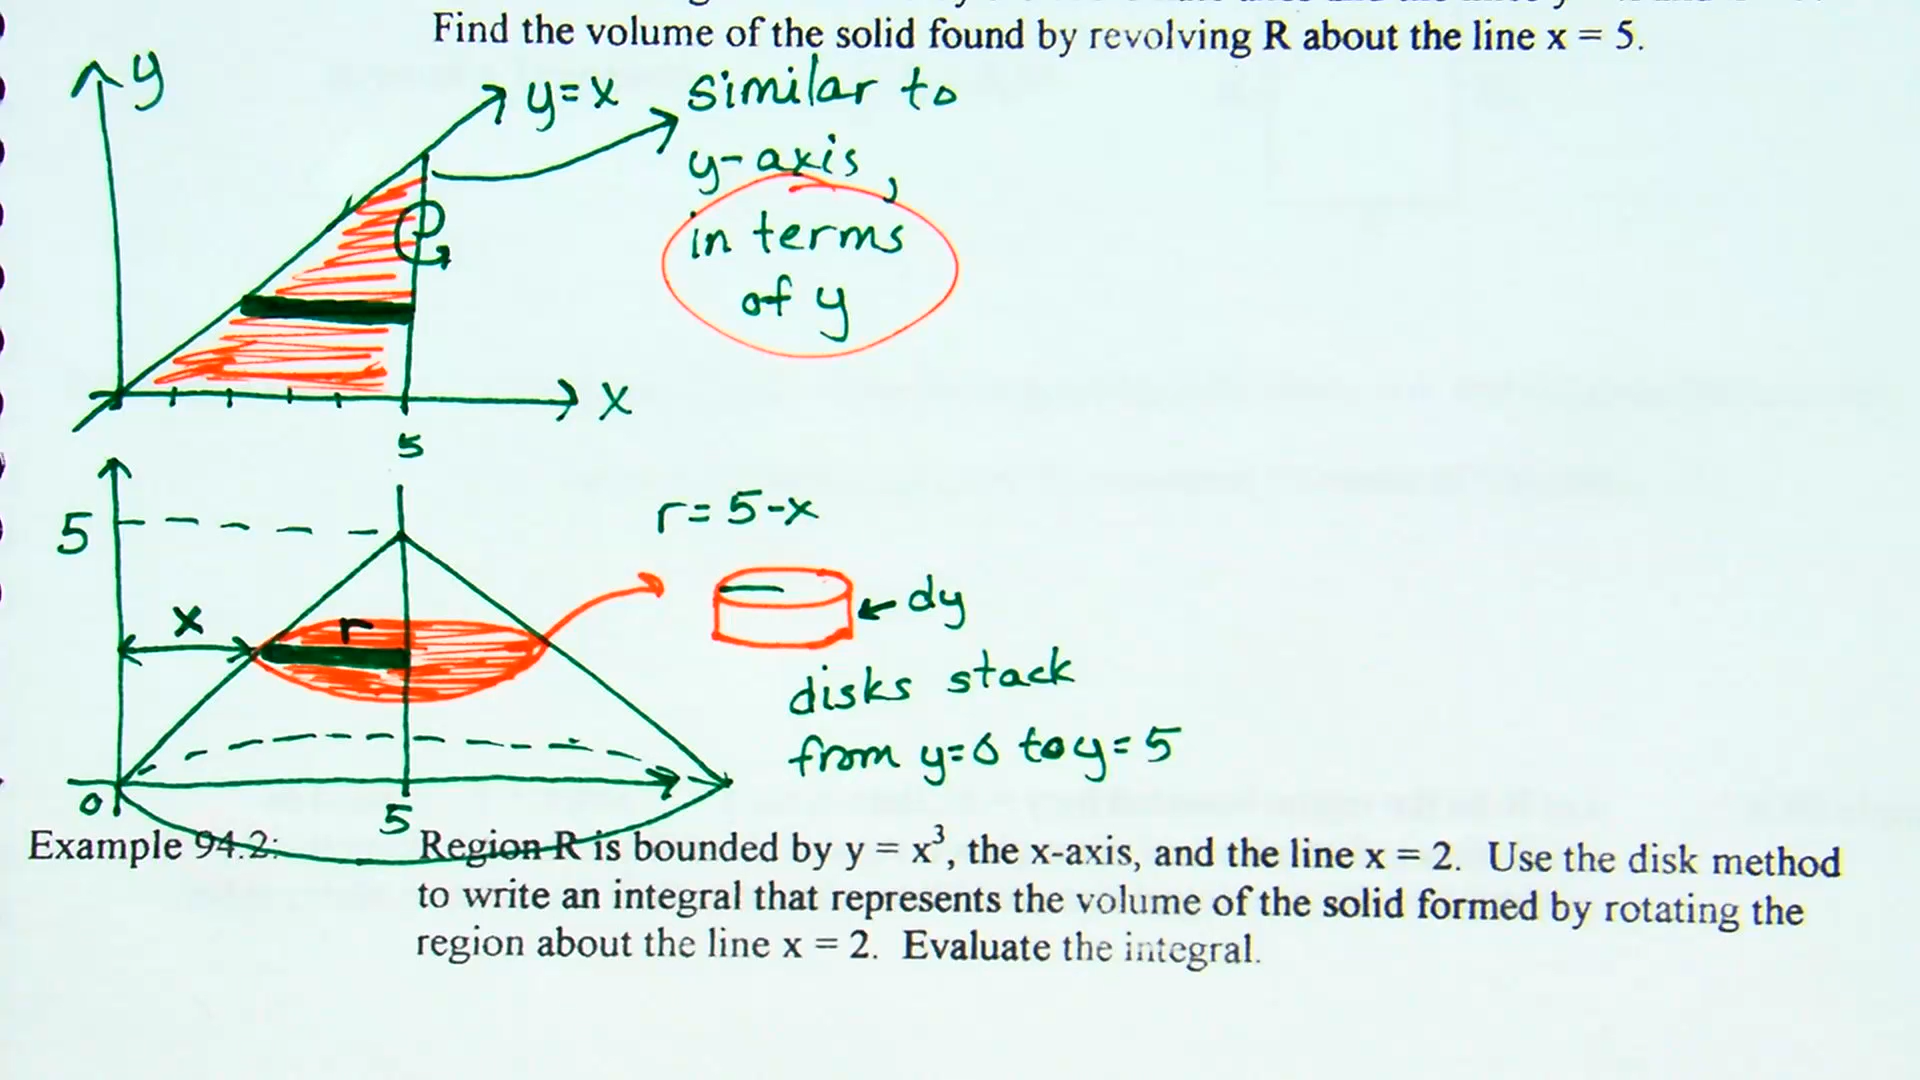 Find the volume of the solid found by revolving R about the line x = 5.
y
y=x
similar to
y-axis,
in terms
of y
x
5
5
r=5-x
x
r
dy
disks stack
from y=0 to y=5
0
5
Example 94.2: Region R is bounded by y = x³, the x-axis, and the line x = 2. Use the disk method
to write an integral that represents the volume of the solid formed by rotating the
region about the line x = 2. Evaluate the integral.